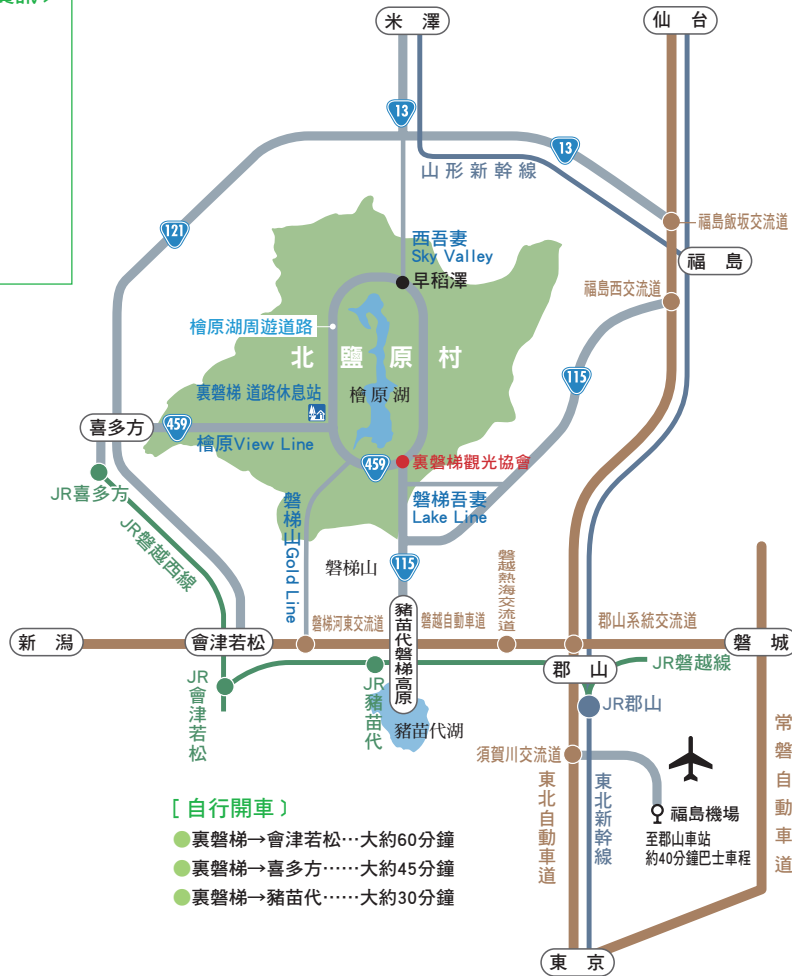 米澤
仙台
13
13
山形新幹線
121
福島飯坂交流道
西吾妻
Sky Valley
福島
早稻澤
福島西交流道
檜原湖周遊道路
北鹽原村
115
裏磐梯 道路休息站
檜原湖
喜多方
459
檜原View Line
裏磐梯觀光協會
459
JR喜多方
磐梯吾妻
Lake Line
磐梯山Gold Line
JR磐越西線
磐梯山
115
磐越熱海交流道
豬苗代磐梯高原
新潟
會津若松
磐梯河東交流道
磐越自動車道
郡山系統交流道
磐城
郡山
JR磐越線
JR會津若松
JR豬苗代
JR郡山
豬苗代湖
常磐自動車道
須賀川交流道
東北自動車道
東北新幹線
福島機場
至郡山車站
約40分鐘巴士車程
[自行開車]
裏磐梯→會津若松…大約60分鐘
裏磐梯→喜多方……大約45分鐘
裏磐梯→豬苗代……大約30分鐘
東京